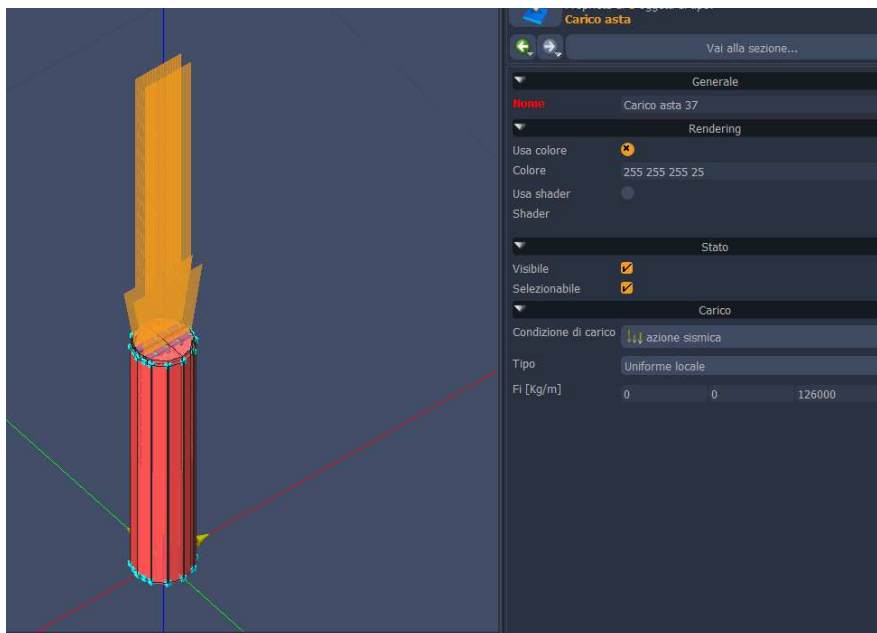 Carico asta
Vai alla sezione...
Generale
Nome Carico asta 37
Rendering
Usa colore
Colore 255 255 255 25
Usa shader
Shader
Stato
Visibile
Selezionabile
Carico
Condizione di carico azione sismica
Tipo Uniforme locale
Fi [Kg/m] 0 0 126000